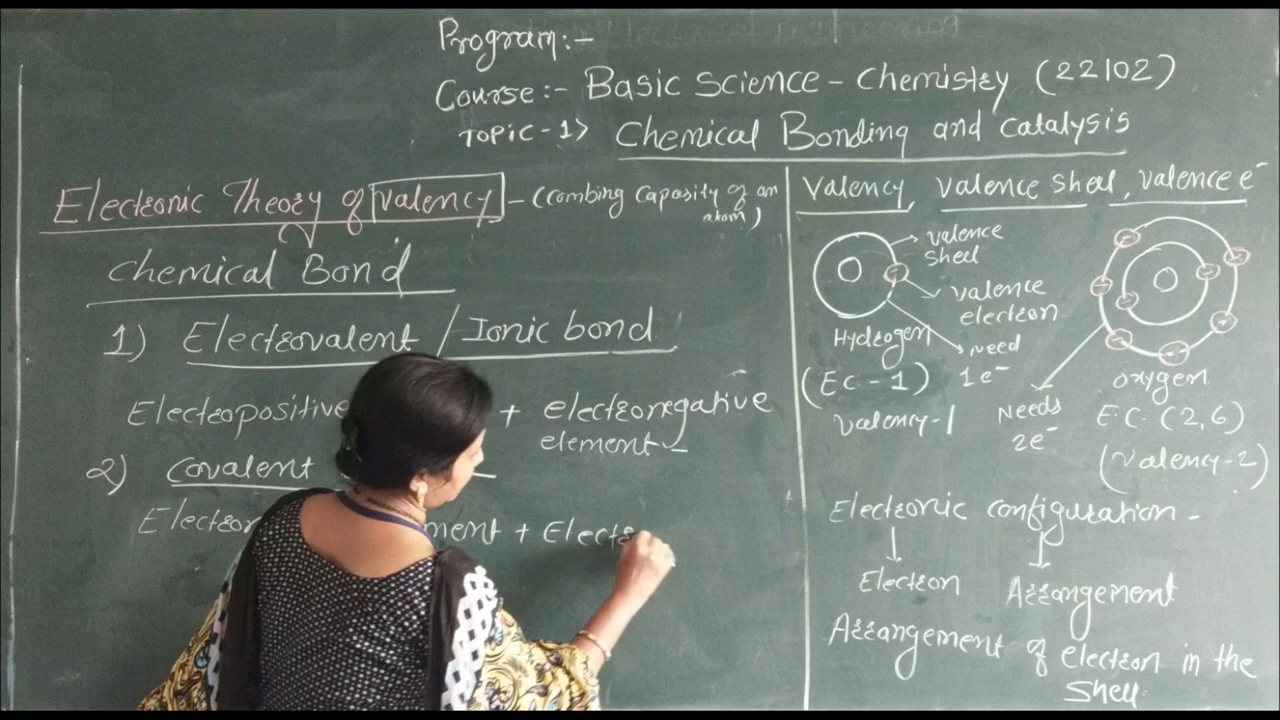 Program:-
Course:- Basic Science - Chemistry (22102)
TOPIC-1> Chemical Bonding and Catalysis
Electronic Theory of valency - (Combing Capasity of an atom)
Chemical Bond
1) Electrovalent / Ionic bond
Electropositive + electronegative
element -
2) Covalent
ment + Elect
Valency, Valence Shell, Valence e⁻
Valence
Shell
Valence
electron.
Hydrogen
Need
1e⁻
(EC-1)
Valency-1
Needs
2e⁻
Oxygen
E.C. (2,6)
(Valency-2)
Electronic configuration -
Electron Arrangement
Arrangement of electron in the
Shell.